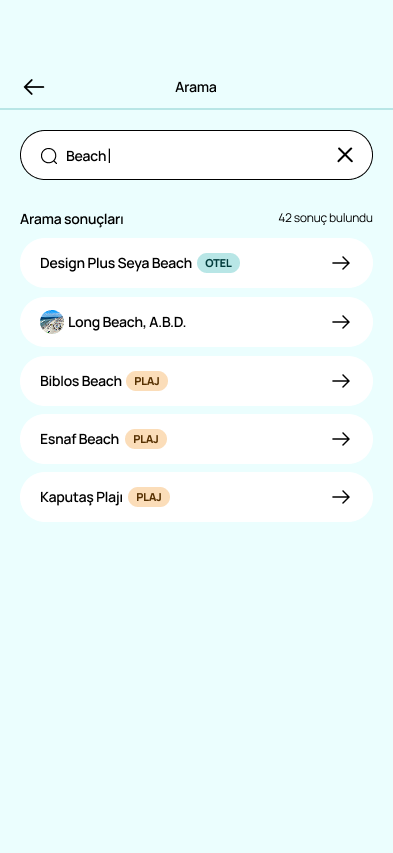 Arama
Beach
Arama sonuçları
42 sonuç bulundu
Design Plus Seya Beach OTEL
Long Beach, A.B.D.
Biblos Beach PLAJ
Esnaf Beach PLAJ
Kaputaş Plajı PLAJ